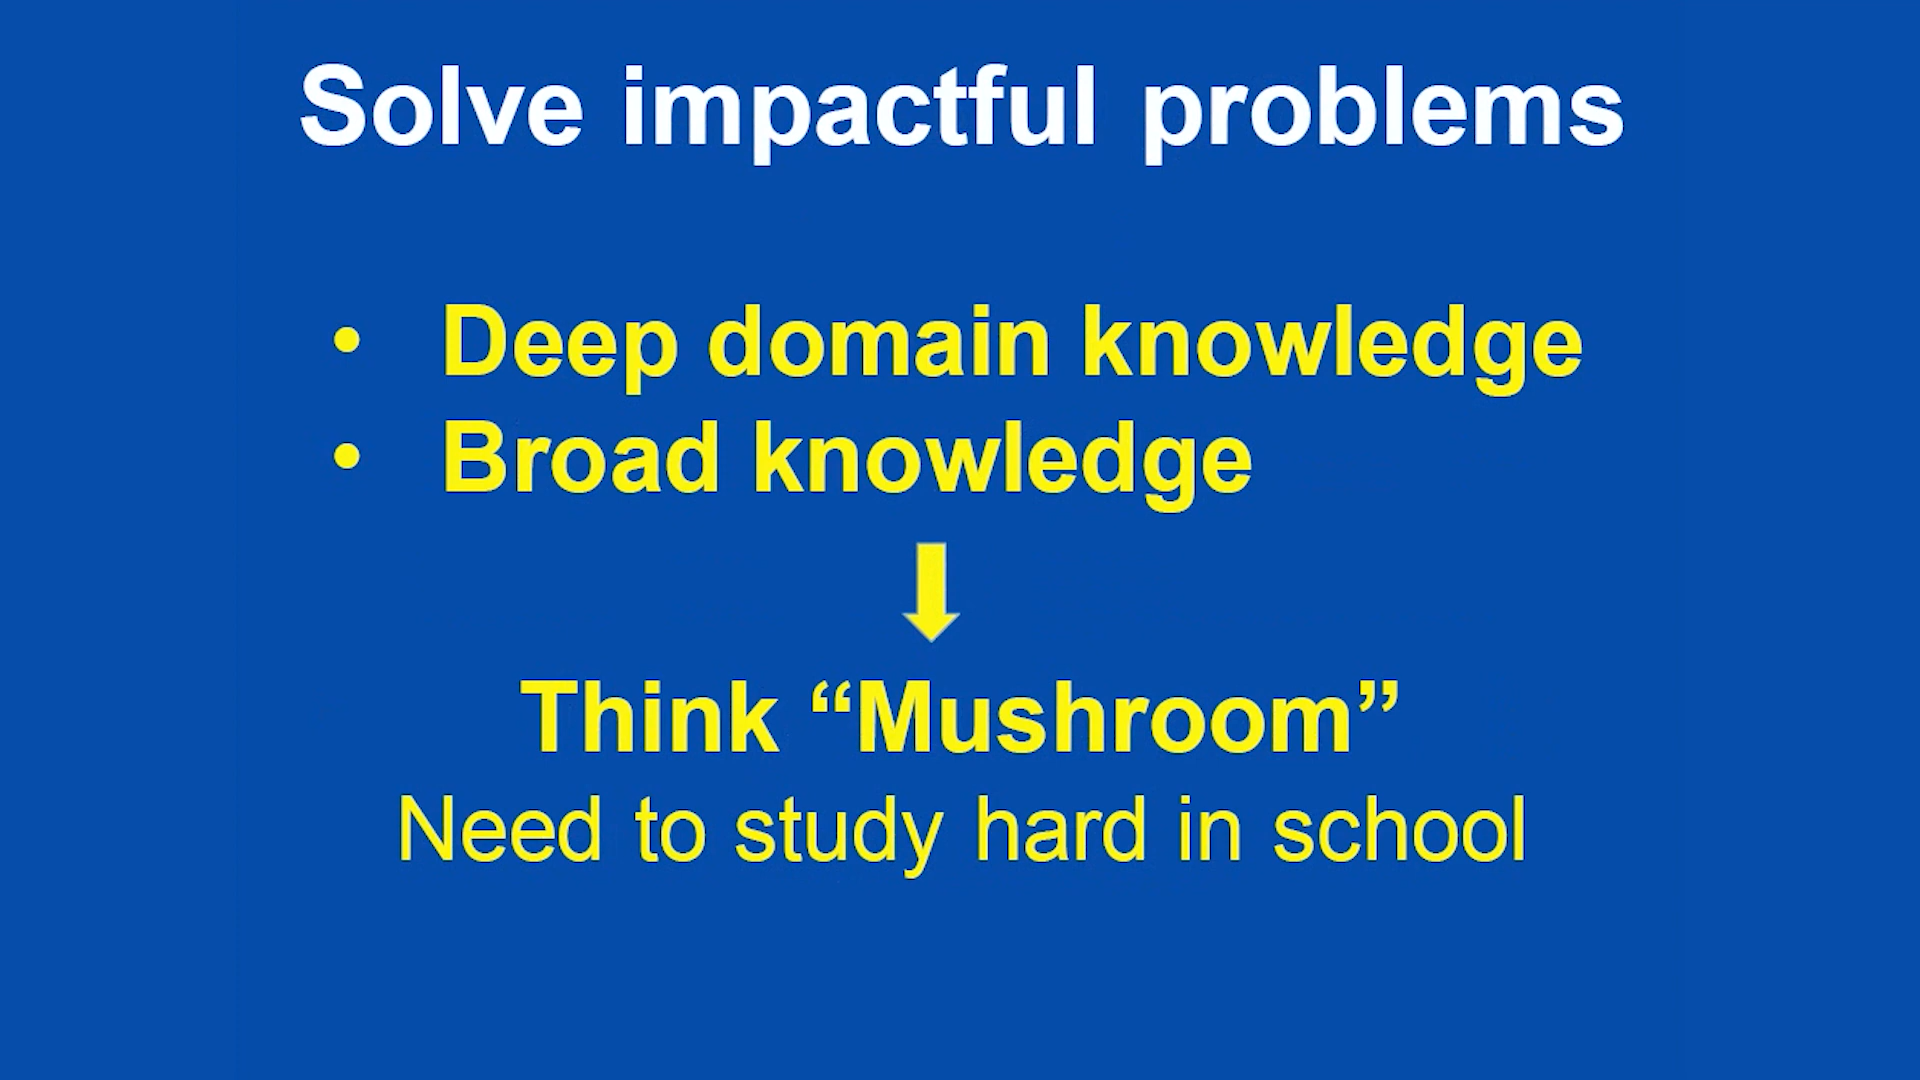 Solve impactful problems
• Deep domain knowledge
• Broad knowledge
Think “Mushroom”
Need to study hard in school